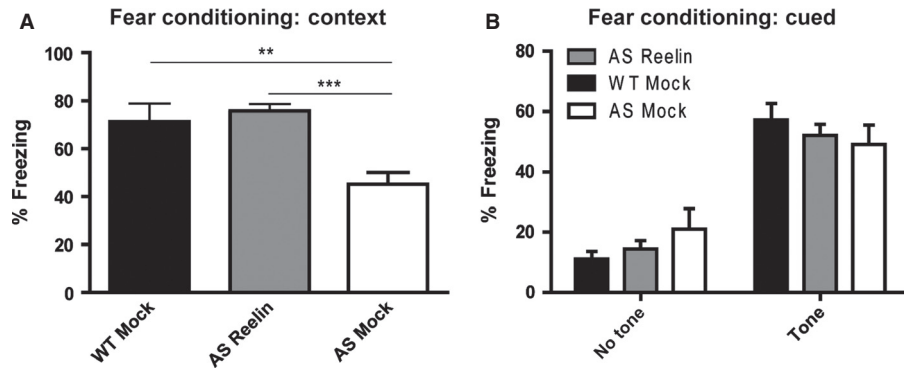 A
Fear conditioning: context
% Freezing
100
80
60
40
20
0
**
***
WT Mock
AS Reelin
AS Mock
B
Fear conditioning: cued
% Freezing
80
60
40
20
0
AS Reelin
WT Mock
AS Mock
No tone
Tone